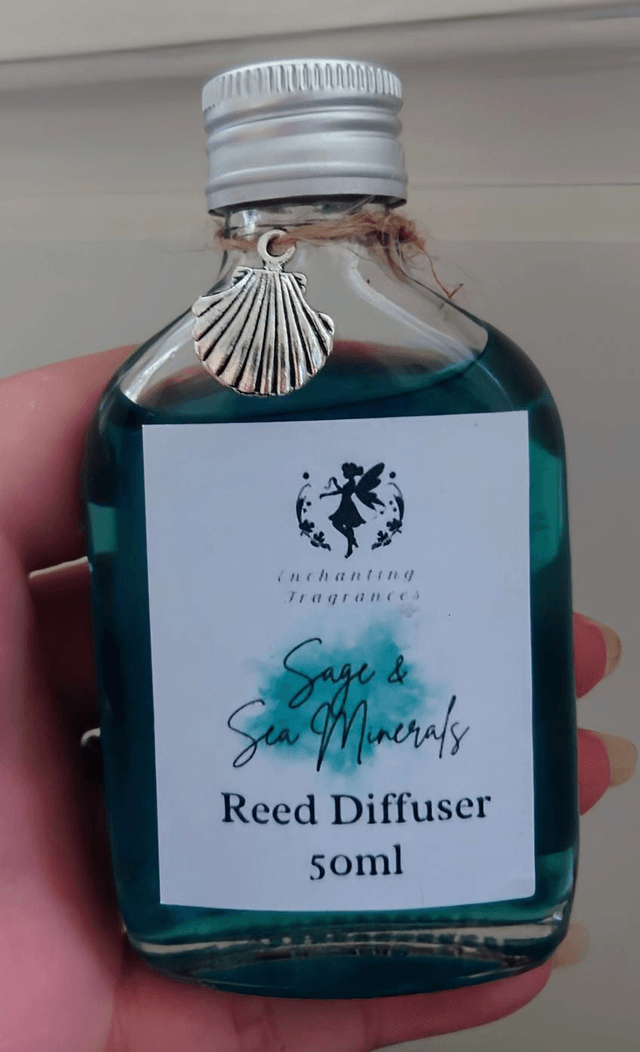 Enchanting
Fragrances
Sage &
Sea Minerals
Reed Diffuser
50ml